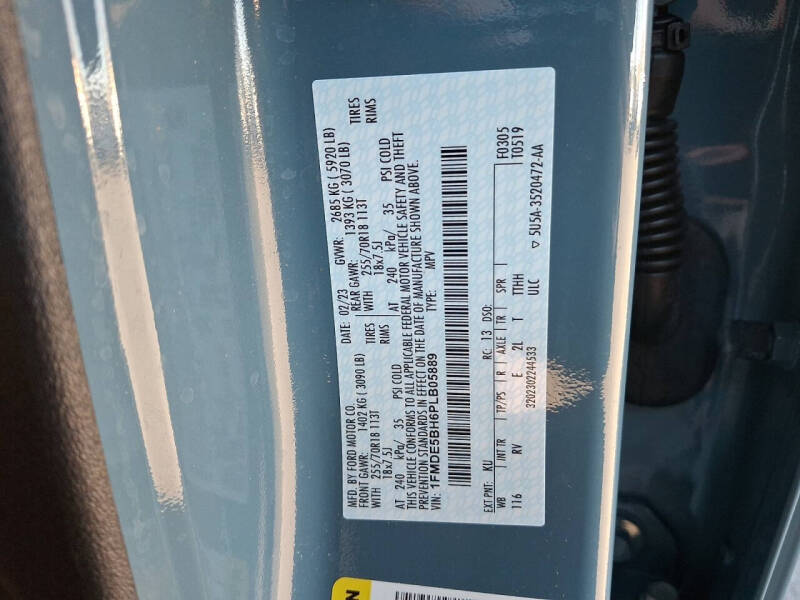 MFD. BY FORD MOTOR CO. DATE: 02/23 GVWR: 2685 KG ( 5920 LB)
FRONT GAWR: 1402 KG (3090 LB) REAR GAWR: 1393 KG ( 3070 LB)
WITH 255/70R18 113T TIRES WITH 255/70R18 113T TIRES
18x7.5J RIMS 18x7.5J RIMS
AT 240 kPa/ 35 PSI COLD AT 240 kPa/ 35 PSI COLD
THIS VEHICLE CONFORMS TO ALL APPLICABLE FEDERAL MOTOR VEHICLE SAFETY AND THEFT
PREVENTION STANDARDS IN EFFECT ON THE DATE OF MANUFACTURE SHOWN ABOVE.
VIN: 1FMDE5BH6PLB05889 TYPE: MPV
EXT PNT: KU RC: 13 DSO: F0305
WB INT TR TP/PS R AXLE TR SPR T0519
116 RV E 2L T TTHH
3202302244533 ULC 5U5A-3520472-AA
N